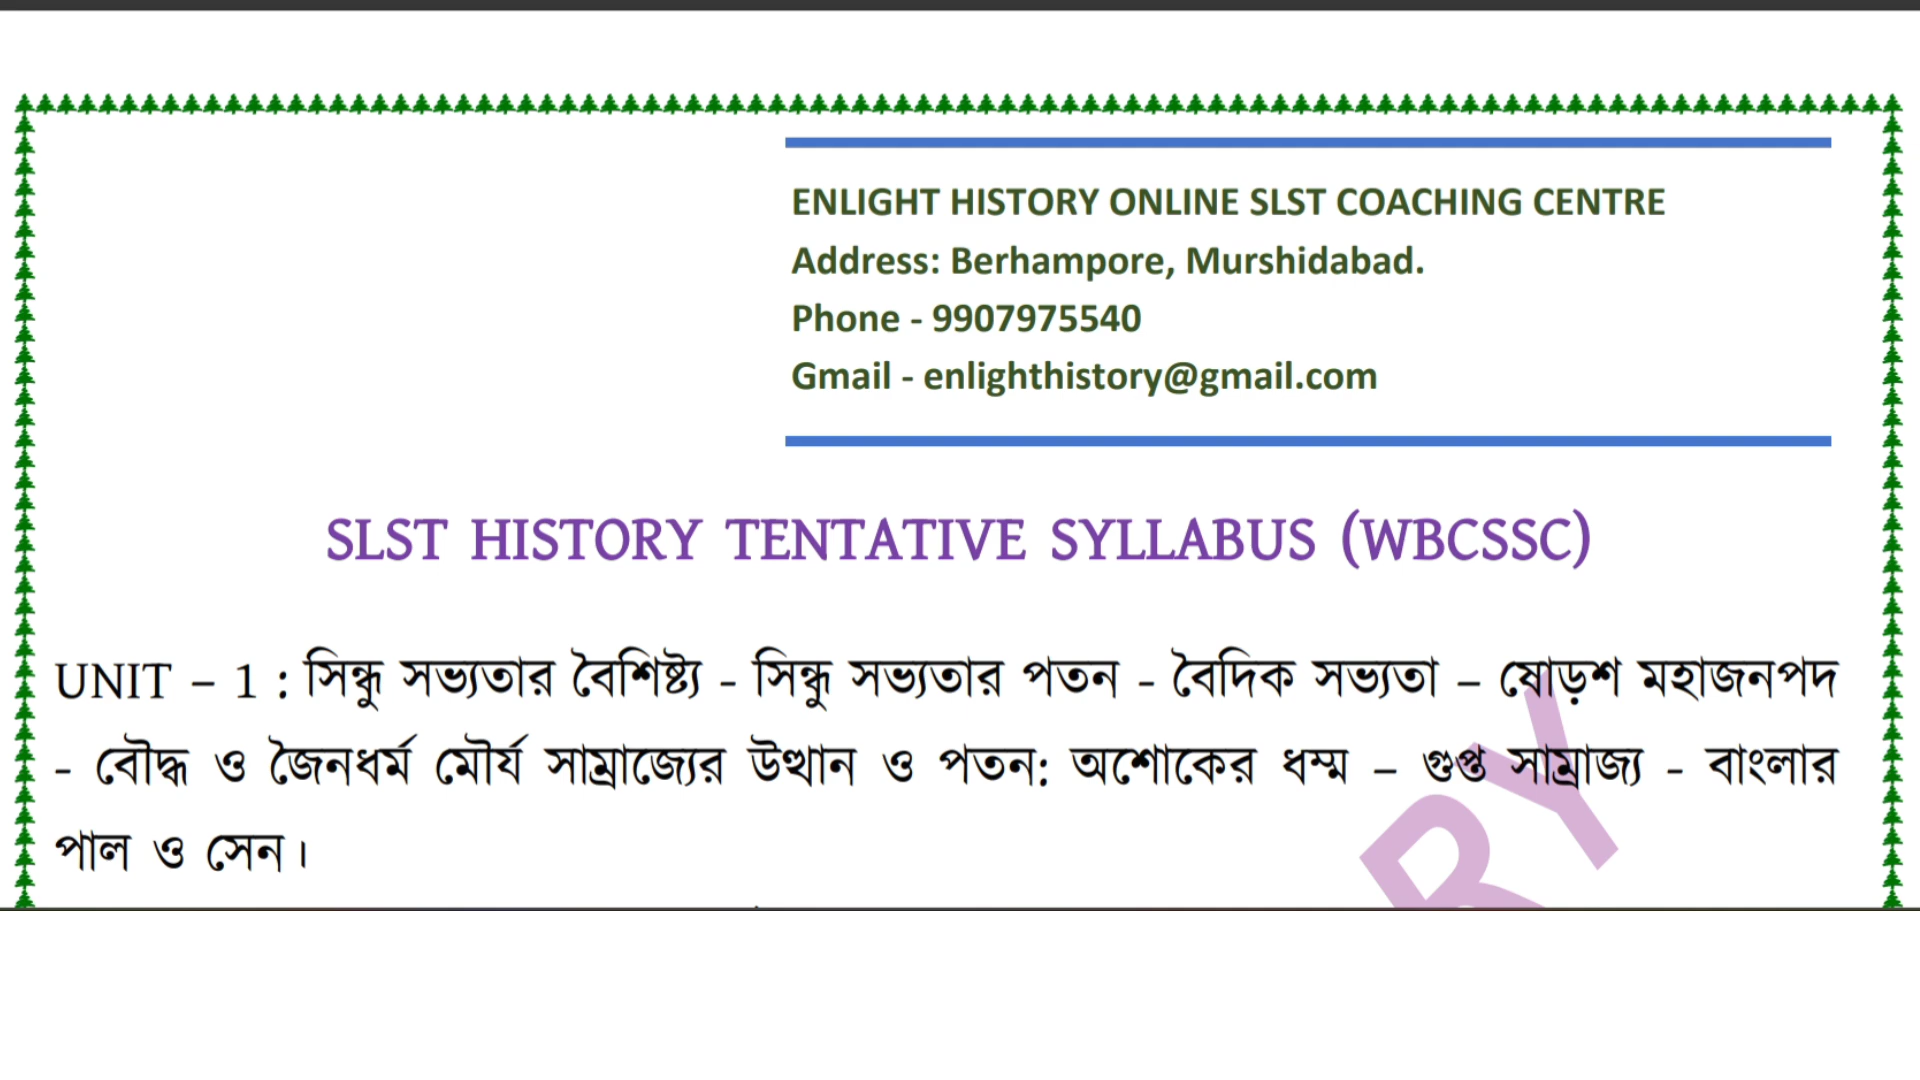 ENLIGHT HISTORY ONLINE SLST COACHING CENTRE
Address: Berhampore, Murshidabad.
Phone - 9907975540
Gmail - enlighthistory@gmail.com
SLST HISTORY TENTATIVE SYLLABUS (WBCSSC)
UNIT – 1 : সিন্ধু সভ্যতার বৈশিষ্ট্য - সিন্ধু সভ্যতার পতন - বৈদিক সভ্যতা – ষোড়শ মহাজনপদ
- বৌদ্ধ ও জৈনধর্ম মৌর্য সাম্রাজ্যের উত্থান ও পতন: অশোকের ধম্ম – গুপ্ত সাম্রাজ্য - বাংলার
পাল ও সেন।
RY